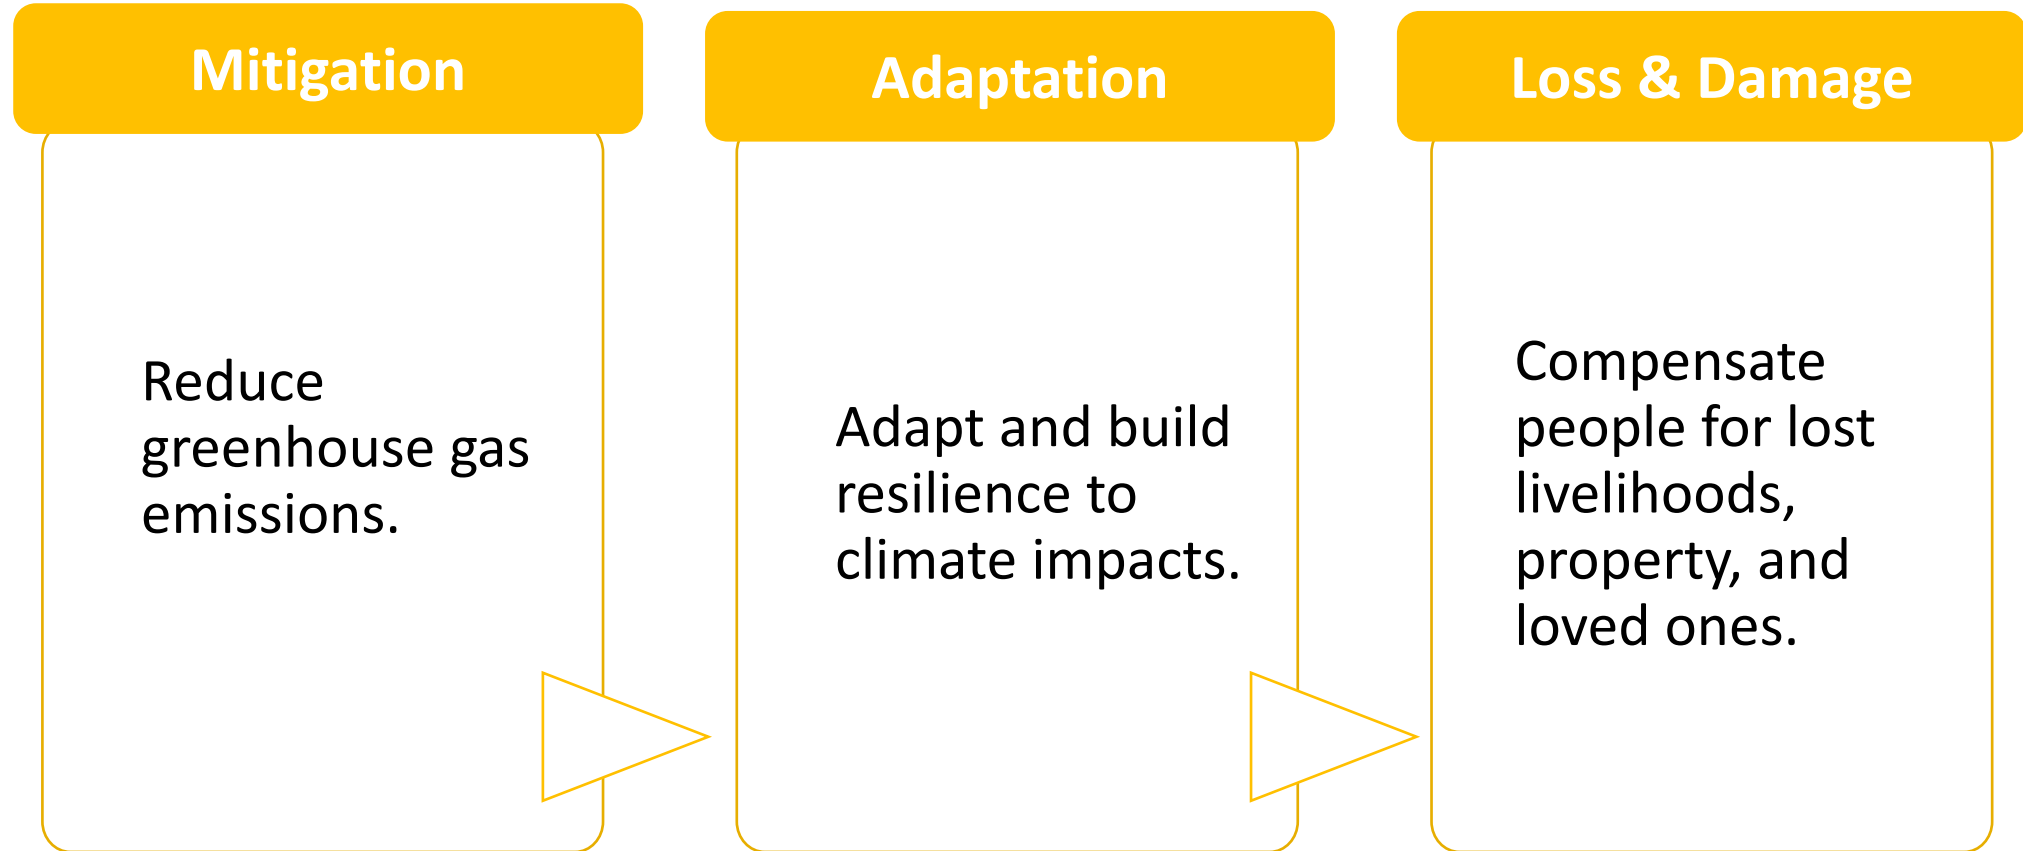 Mitigation
Reduce
greenhouse gas
emissions.
Adaptation
Adapt and build
resilience to
climate impacts.
Loss & Damage
Compensate
people for lost
livelihoods,
property, and
loved ones.